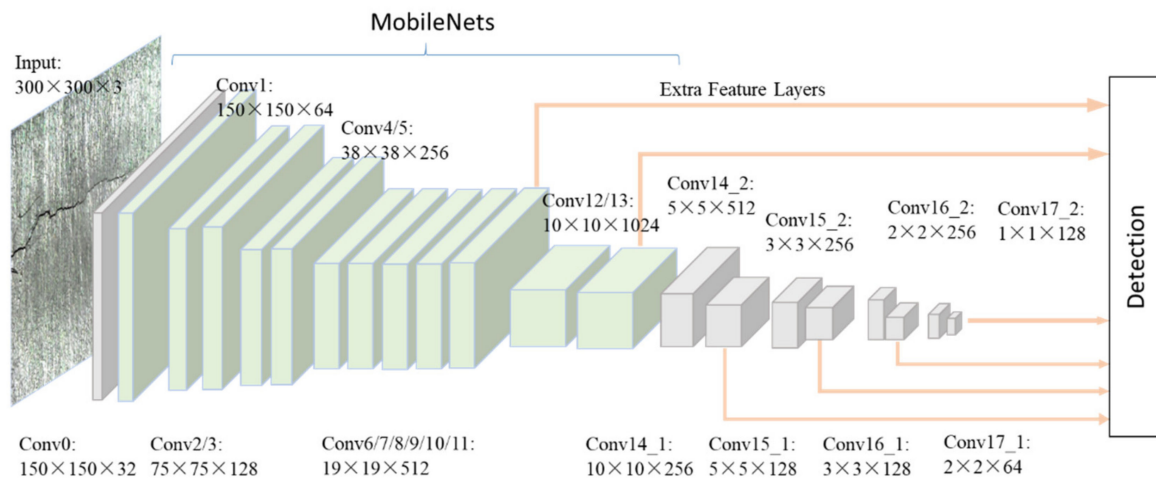 MobileNets
Input:
300×300×3
Conv1:
150×150×64
Extra Feature Layers
Conv4/5:
38×38×256
Conv12/13:
10×10×1024
Conv14_2:
5×5×512
Conv15_2:
3×3×256
Conv16_2:
2×2×256
Conv17_2:
1×1×128
Detection
Conv0:
150×150×32
Conv2/3:
75×75×128
Conv6/7/8/9/10/11:
19×19×512
Conv14_1:
10×10×256
Conv15_1:
5×5×128
Conv16_1:
3×3×128
Conv17_1:
2×2×64